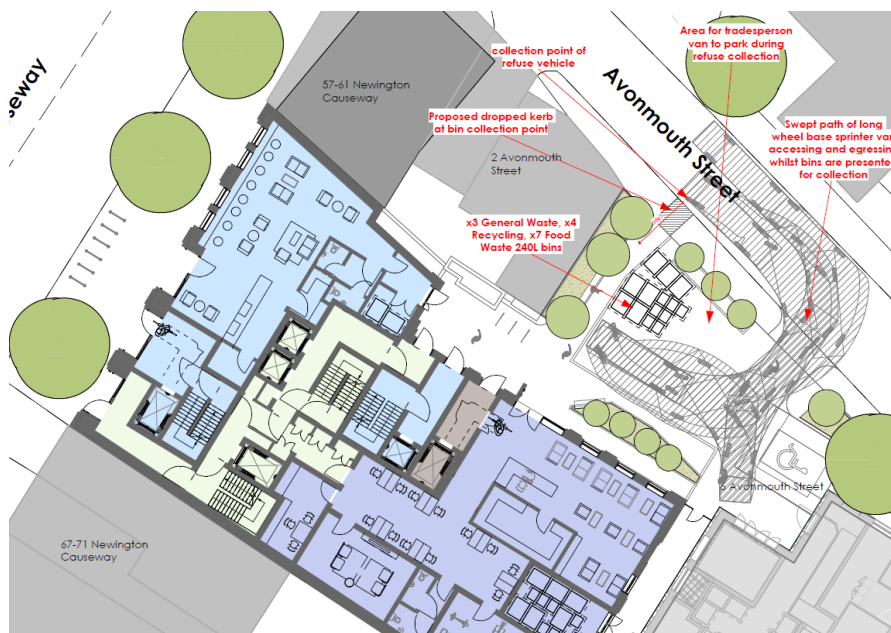 seway
57-61 Newington
Causeway
collection point of
refuse vehicle
Area for tradesperson
van to park during
refuse collection
Avonmouth Street
Proposed dropped kerb
at bin collection point
2 Avonmouth
Street
Swept path of long
wheel base sprinter van
accessing and egressing
whilst bins are presented
for collection
x3 General Waste, x4
Recycling, x7 Food
Waste 240L bins
Avonmouth Street
67-71 Newington
Causeway